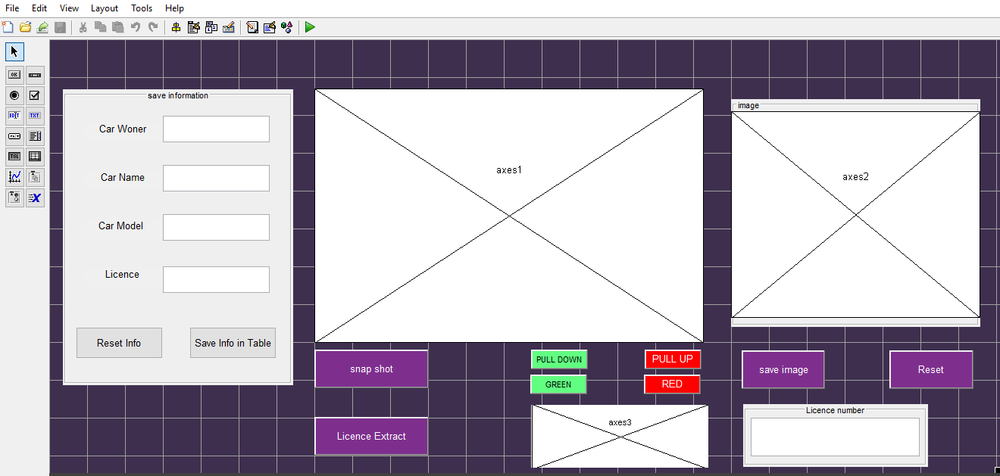 File Edit View Layout Tools Help
save information
Car Woner
Car Name
Car Model
Licence
Reset Info
Save Info in Table
axes1
image
axes2
snap shot
PULL DOWN
PULL UP
GREEN
RED
save image
Reset
Licence Extract
axes3
Licence number
OK
EDIT
TXT
TGL